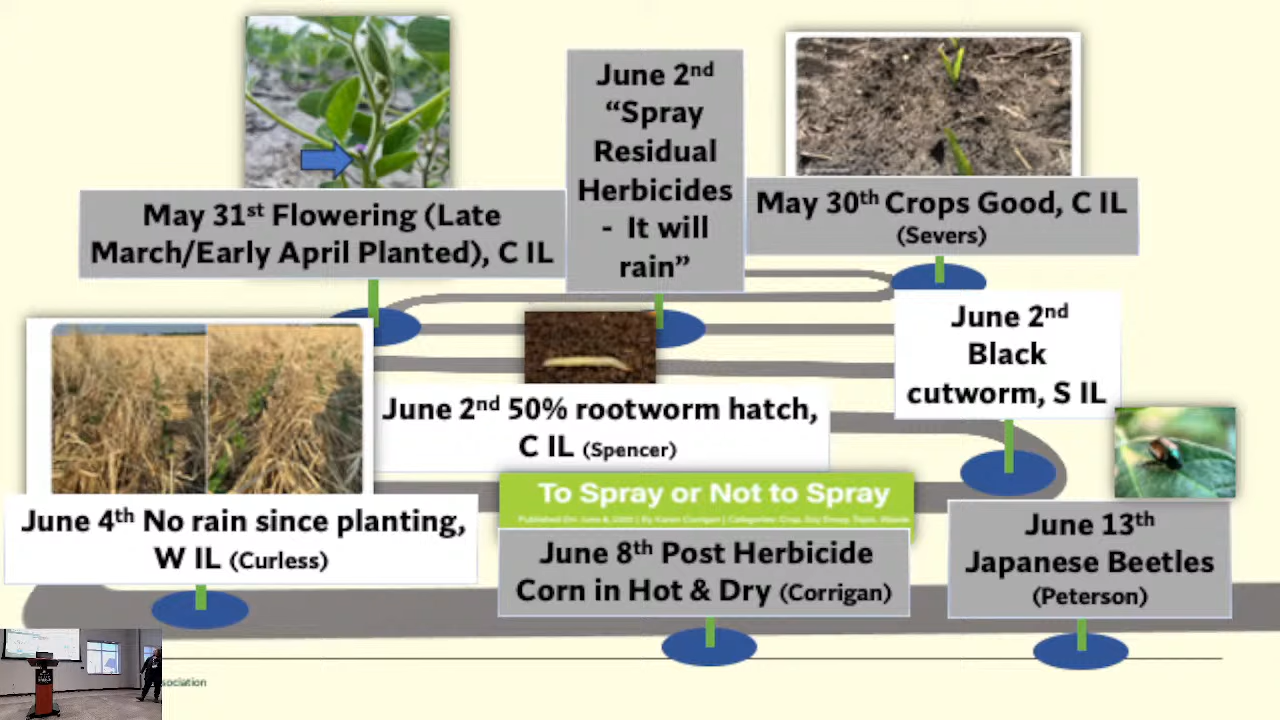 May 31st Flowering (Late
March/Early April Planted), C IL
June 2nd
“Spray
Residual
Herbicides
- It will
rain”
May 30th Crops Good, C IL
(Severs)
June 2nd
Black
cutworm, S IL
June 2nd 50% rootworm hatch,
C IL (Spencer)
June 4th No rain since planting,
W IL (Curless)
To Spray or Not to Spray
June 8th Post Herbicide
Corn in Hot & Dry (Corrigan)
June 13th
Japanese Beetles
(Peterson)
sociation